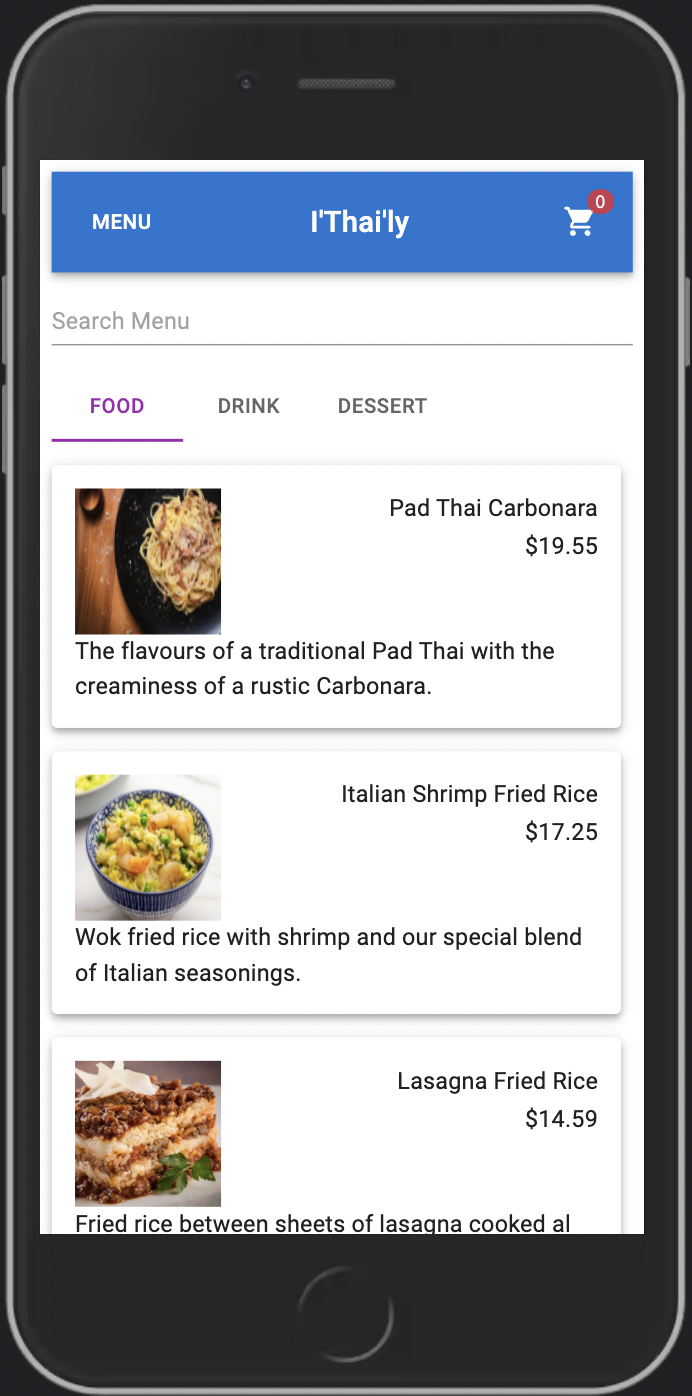 MENU
I'Thai'ly
0
Search Menu
FOOD
DRINK
DESSERT
Pad Thai Carbonara
$19.55
The flavours of a traditional Pad Thai with the
creaminess of a rustic Carbonara.
Italian Shrimp Fried Rice
$17.25
Wok fried rice with shrimp and our special blend
of Italian seasonings.
Lasagna Fried Rice
$14.59
Fried rice between sheets of lasagna cooked al